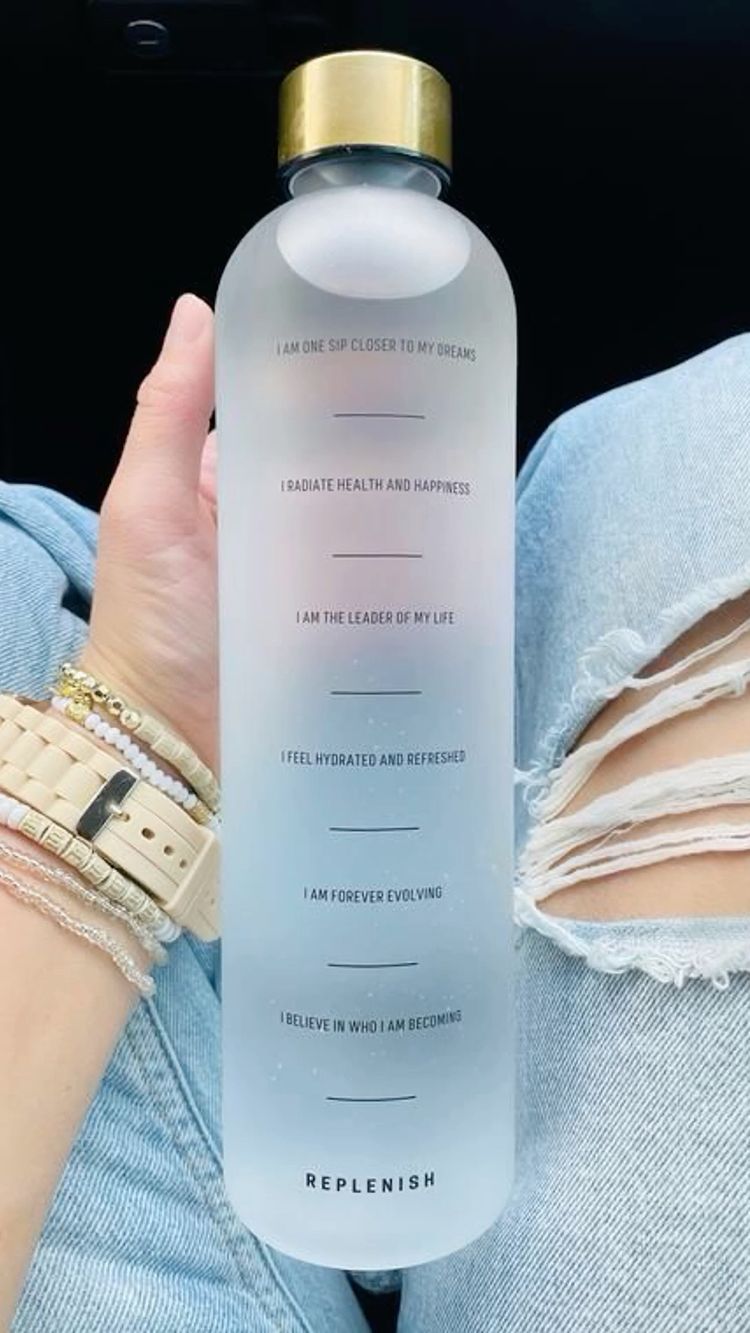 I AM ONE SIP CLOSER TO MY DREAMS
I RADIATE HEALTH AND HAPPINESS
I AM THE LEADER OF MY LIFE
I FEEL HYDRATED AND REFRESHED
I AM FOREVER EVOLVING
I BELIEVE IN WHO I AM BECOMING
REPLENISH